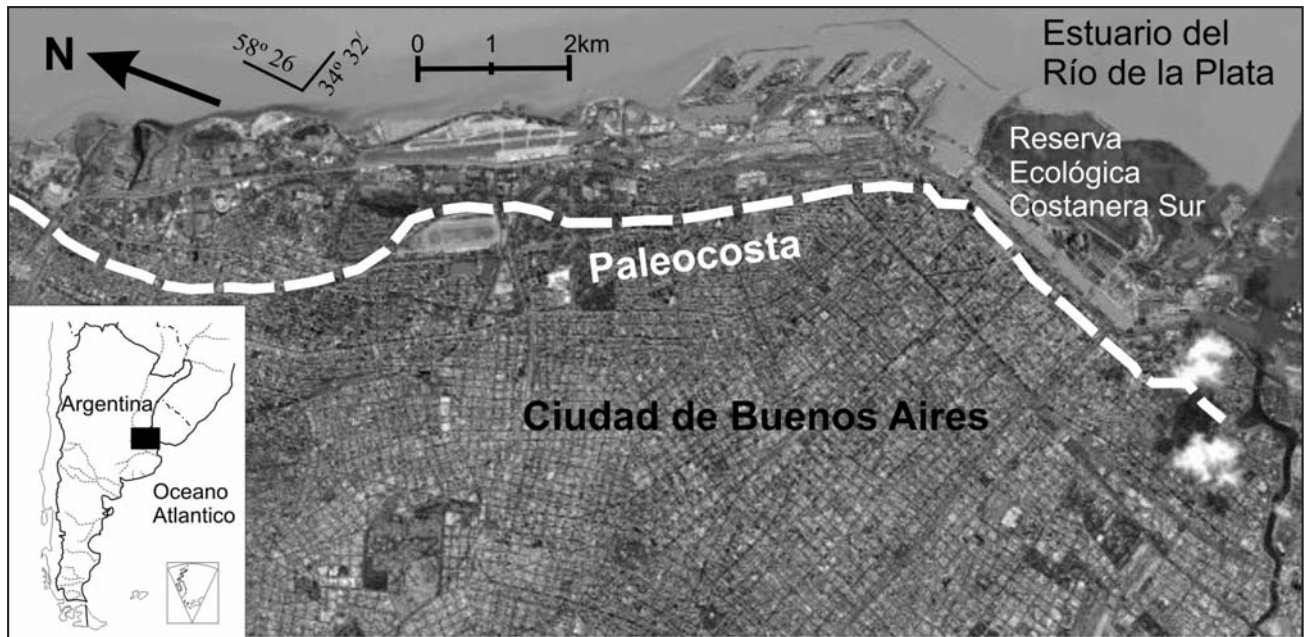 N
58º 26
34º 32'
0 1 2km
Estuario del
Río de la Plata
Reserva
Ecológica
Costanera Sur
Paleocosta
Ciudad de Buenos Aires
Argentina
Oceano
Atlantico